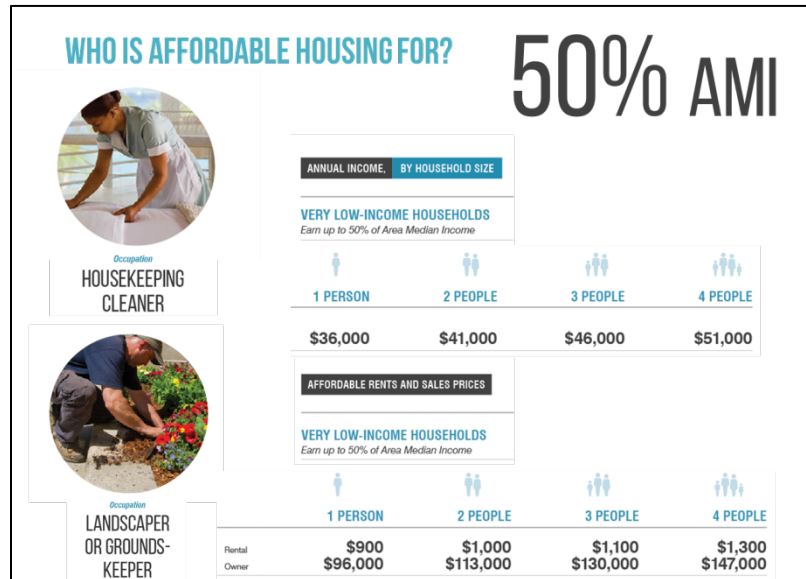 WHO IS AFFORDABLE HOUSING FOR?
50% AMI
Occupation
HOUSEKEEPING
CLEANER
ANNUAL INCOME, BY HOUSEHOLD SIZE
VERY LOW-INCOME HOUSEHOLDS
Earn up to 50% of Area Median Income
1 PERSON 2 PEOPLE 3 PEOPLE 4 PEOPLE
$36,000 $41,000 $46,000 $51,000
Occupation
LANDSCAPER
OR GROUNDS-
KEEPER
AFFORDABLE RENTS AND SALES PRICES
VERY LOW-INCOME HOUSEHOLDS
Earn up to 50% of Area Median Income
1 PERSON 2 PEOPLE 3 PEOPLE 4 PEOPLE
Rental $900 $1,000 $1,100 $1,300
Owner $96,000 $113,000 $130,000 $147,000